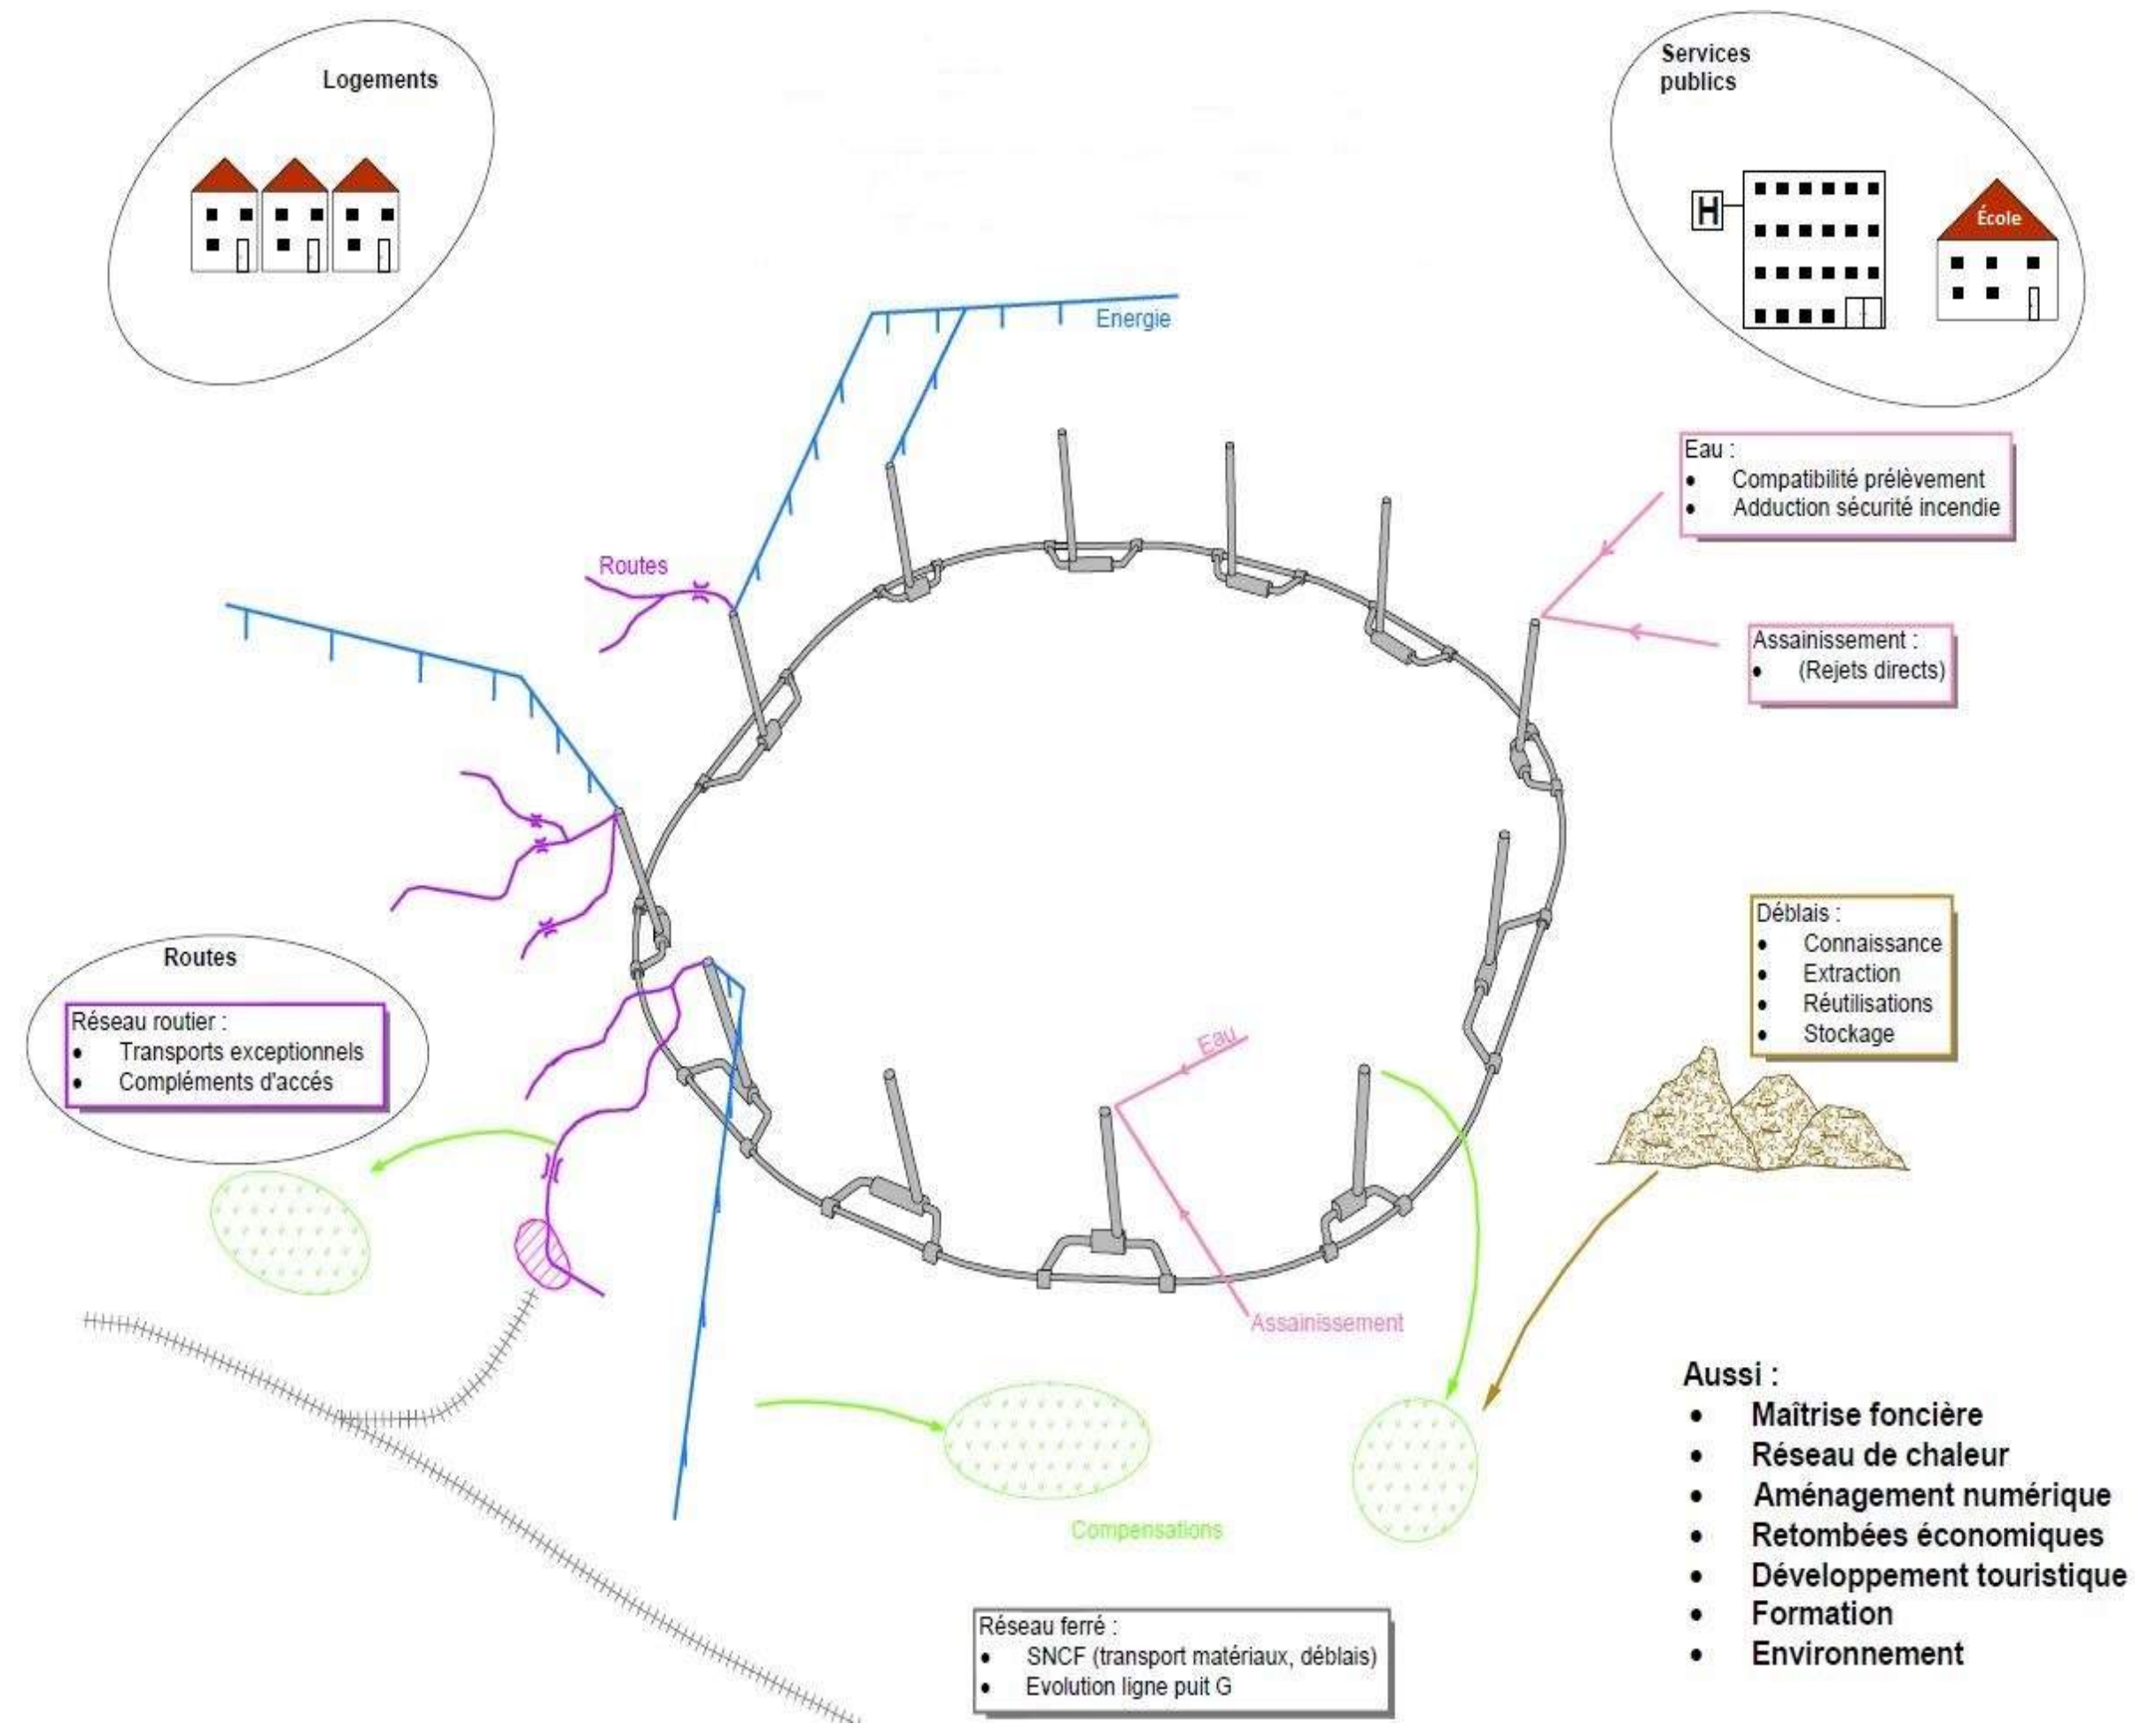 Logements
Services
publics
H
École
Energie
Eau :
• Compatibilité prélèvement
• Adduction sécurité incendie
Routes
Assainissement :
• (Rejets directs)
Déblais :
• Connaissance
• Extraction
• Réutilisations
• Stockage
Routes
Réseau routier :
• Transports exceptionnels
• Compléments d'accés
Eau
Assainissement
Compensations
Aussi :
• Maîtrise foncière
• Réseau de chaleur
• Aménagement numérique
• Retombées économiques
• Développement touristique
• Formation
• Environnement
Réseau ferré :
• SNCF (transport matériaux, déblais)
• Evolution ligne puit G